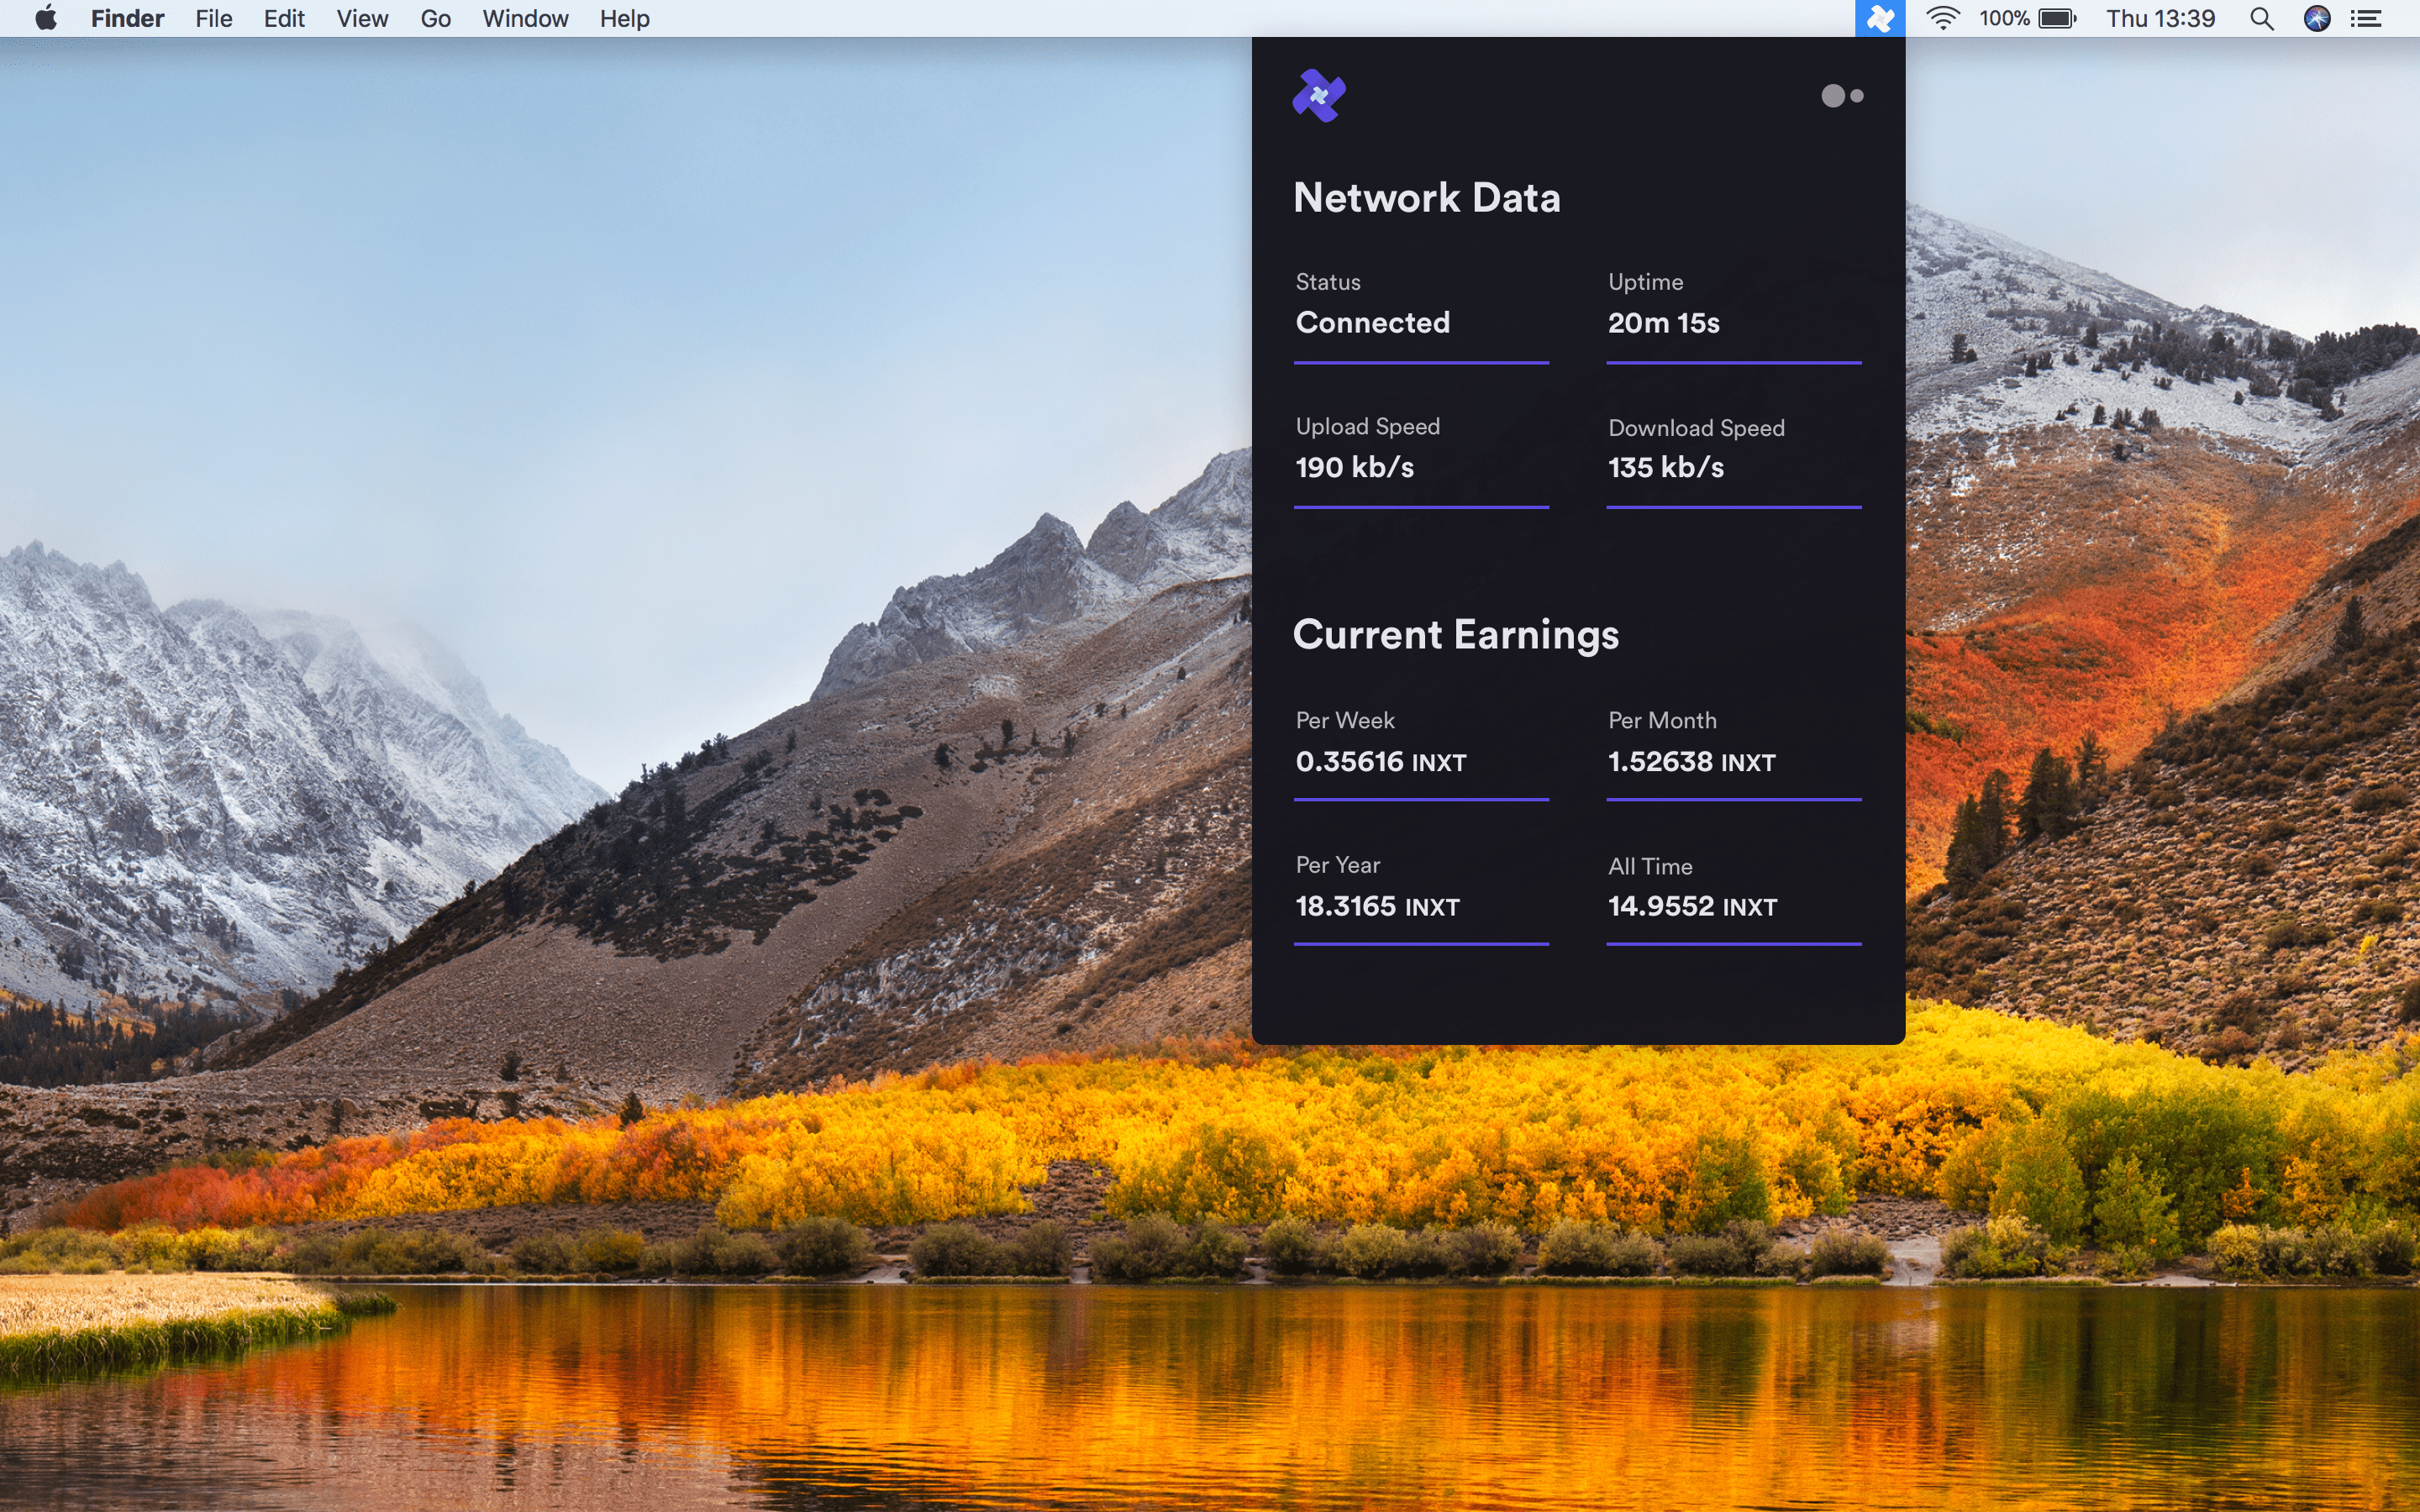 Finder File Edit View Go Window Help 100% Thu 13:39
Network Data
Status Uptime
Connected 20m 15s
Upload Speed Download Speed
190 kb/s 135 kb/s
Current Earnings
Per Week Per Month
0.35616 INXT 1.52638 INXT
Per Year All Time
18.3165 INXT 14.9552 INXT